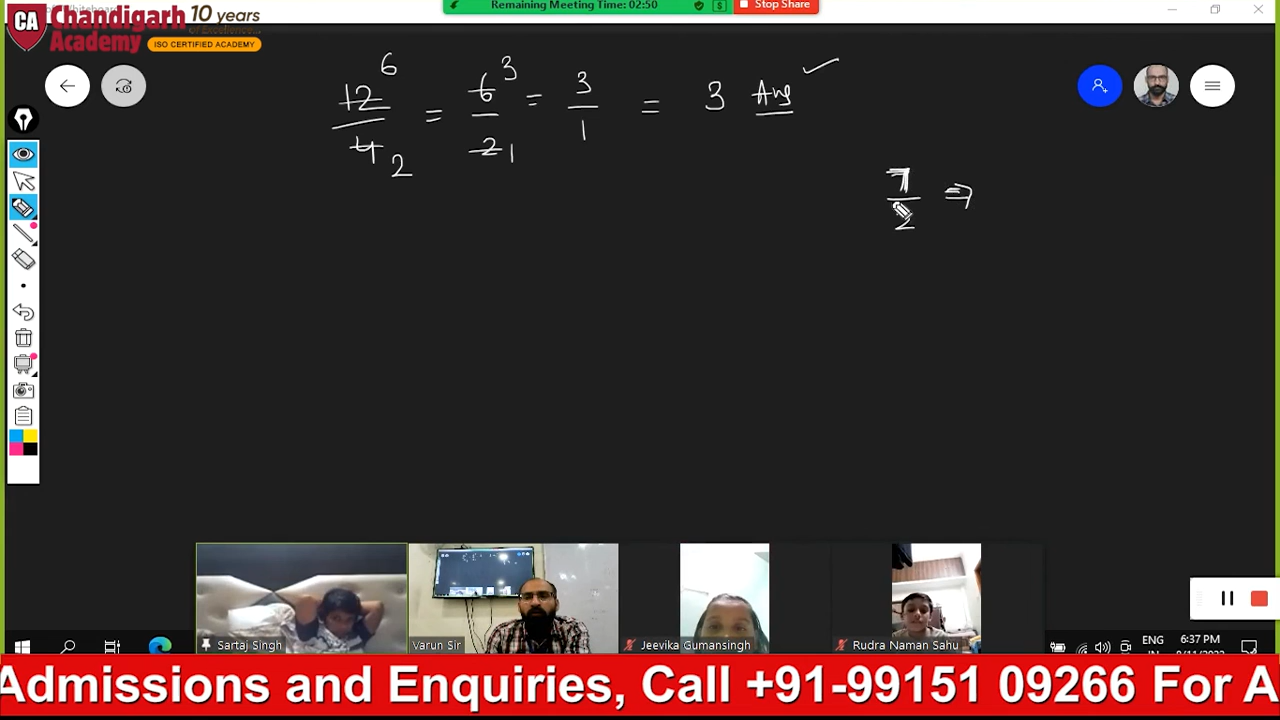 Remaining Meeting Time: 02:50
Stop Share
CA Chandigarh Academy 10 years
of Excellence...
ISO CERTIFIED ACADEMY
12/4 6 2 = 6/2 3 1 = 3/1 = 3 Ans ✓
7/2 ⇒
Sartaj Singh
Varun Sir
Jeevika Gumansingh
Rudra Naman Sahu
ENG
6:37 PM
Admissions and Enquiries, Call +91-99151 09266 For A